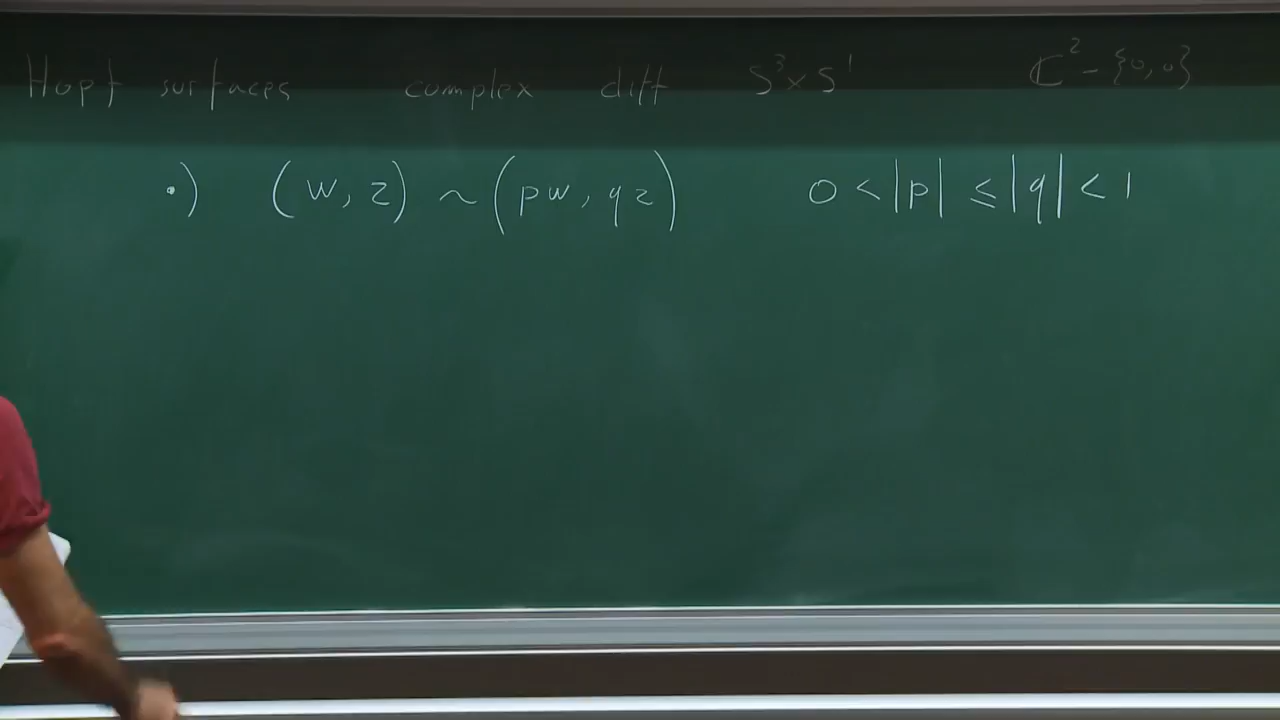 Hopf surfaces complex diff S³×S¹ ℂ²-{0,0}
•) (w, z) ~ (pw, qz) 0 < |p| ≤ |q| < 1